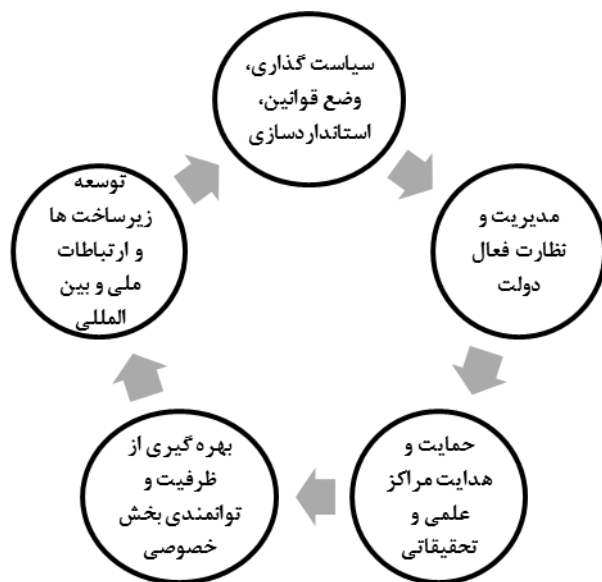 سیاست گذاری،
وضع قوانین،
استانداردسازی
مدیریت و
نظارت فعال
دولت
حمایت و
هدایت مراکز
علمی و
تحقیقاتی
بهره گیری از
ظرفیت و
توانمندی بخش
خصوصی
توسعه
زیرساخت ها
و ارتباطات
ملی و بین
المللی